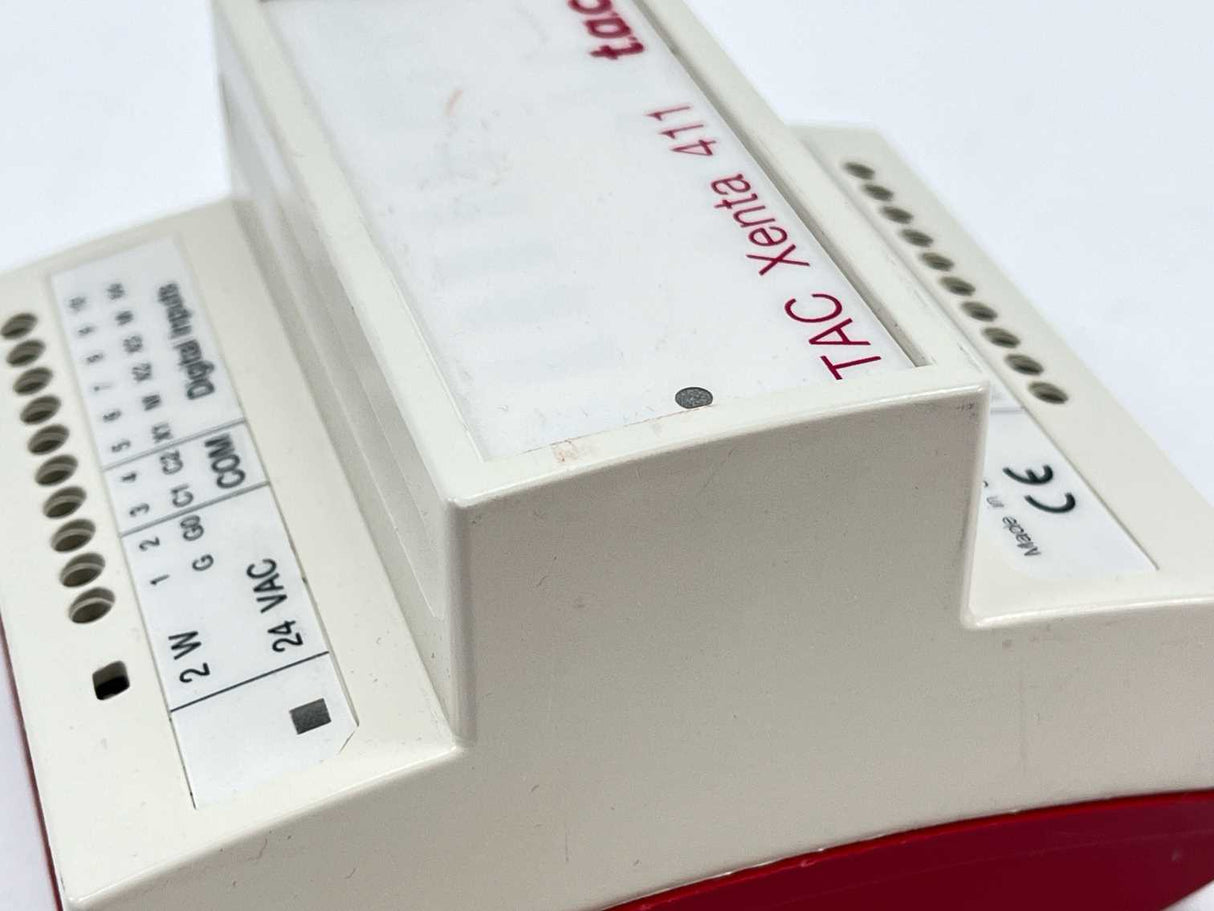 t.a.c
TAC Xenta 411
24 VAC
2 W
COM
Digital Inputs
G G0 C1 C2 X1 M X2 X3 M X4
1 2 3 4 5 6 7 8 9 10
CE
Made in